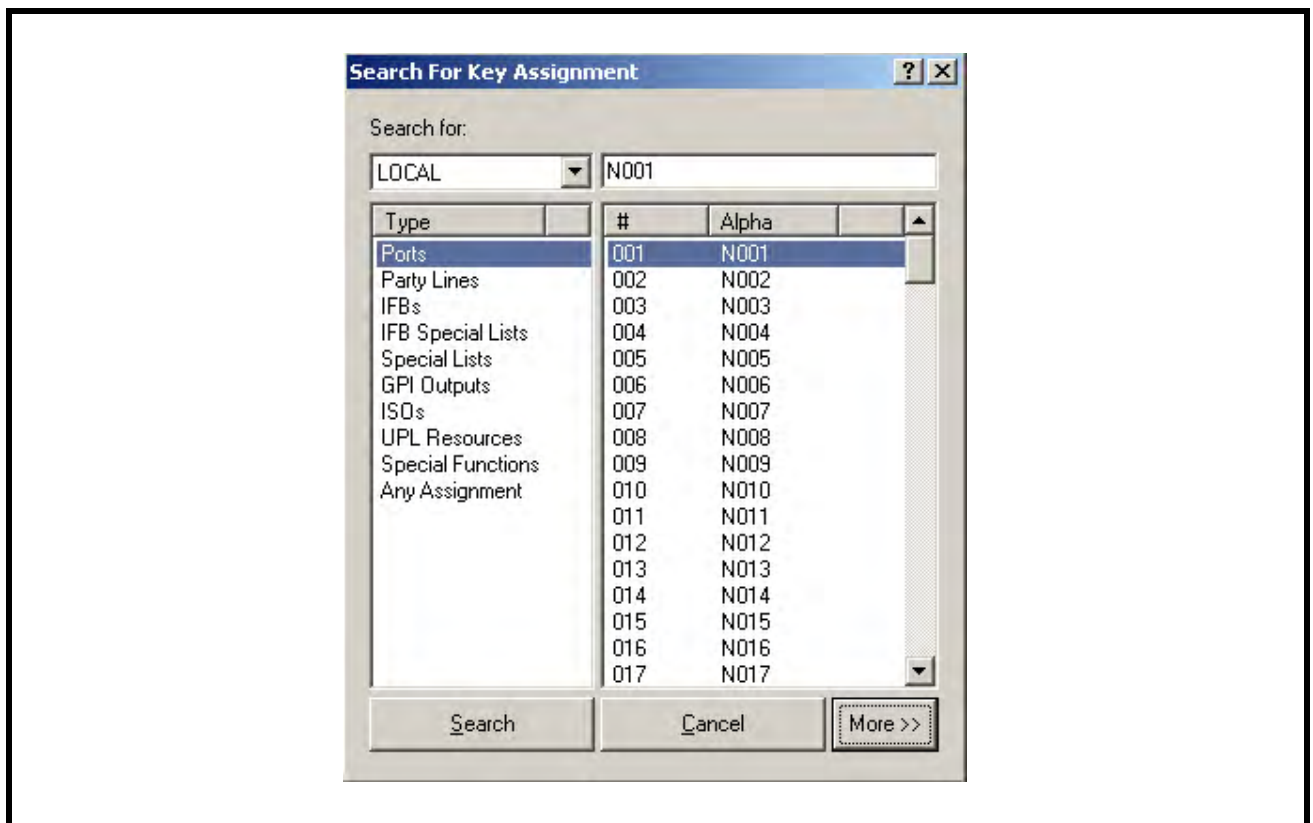 Search For Key Assignment
Search for:
LOCAL
N001
Type
Ports
Party Lines
IFBs
IFB Special Lists
Special Lists
GPI Outputs
ISOs
UPL Resources
Special Functions
Any Assignment
# Alpha
001 N001
002 N002
003 N003
004 N004
005 N005
006 N006
007 N007
008 N008
009 N009
010 N010
011 N011
012 N012
013 N013
014 N014
015 N015
016 N016
017 N017
Search
Cancel
More >>